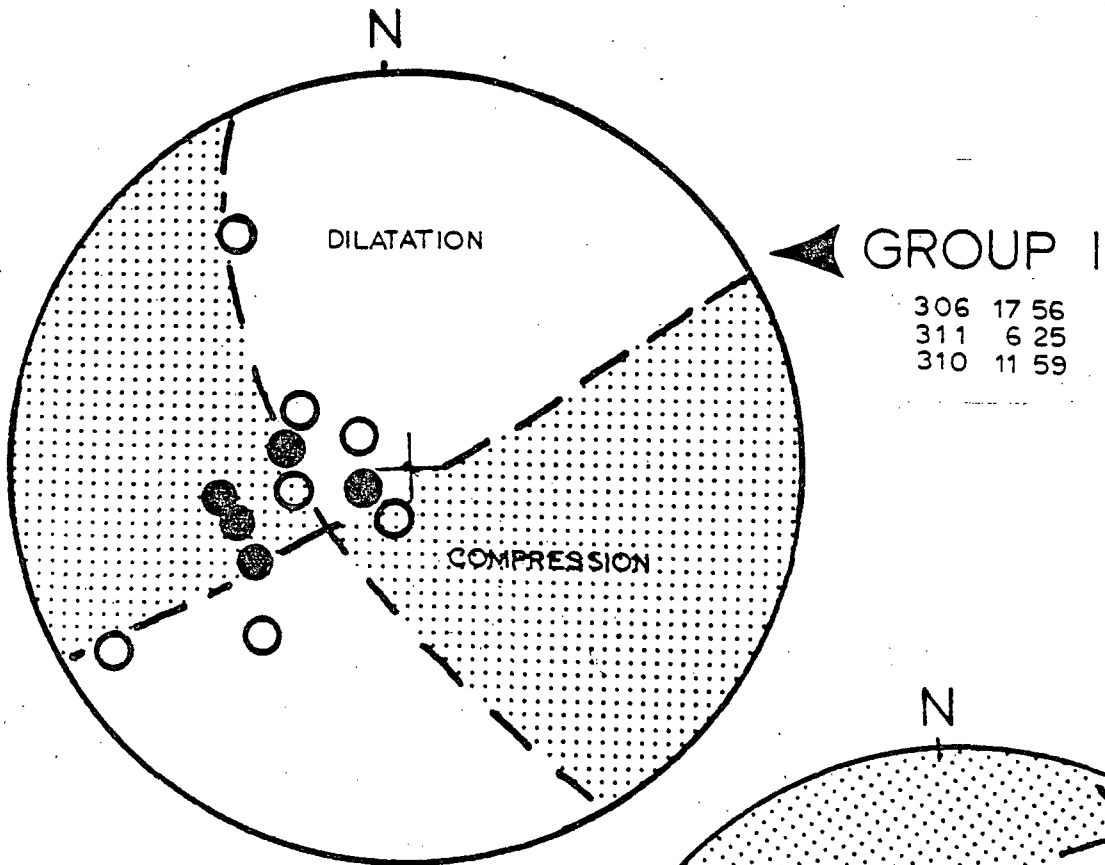 N
DILATATION
GROUP I
306 17 56
311 6 25
310 11 59
COMPRESSION
N